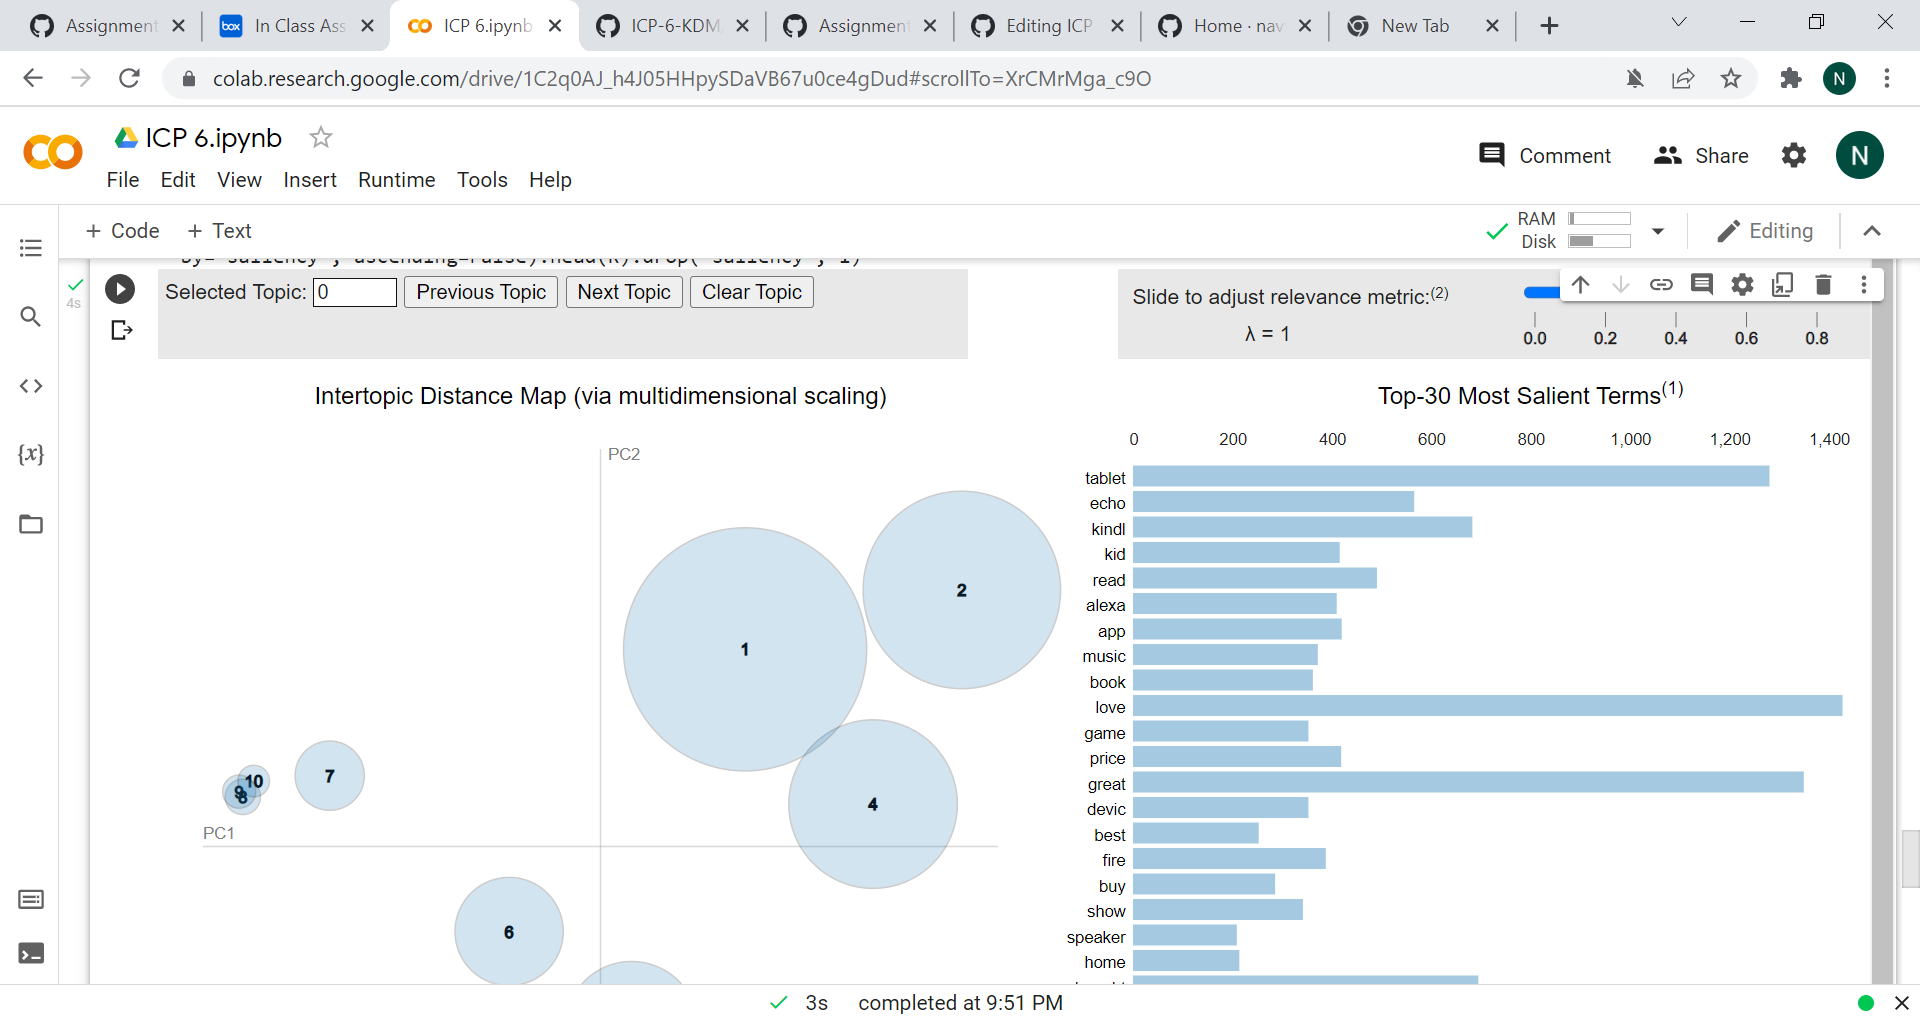 Assignment
In Class Ass
ICP 6.ipynb
ICP-6-KDM
Assignment
Editing ICP
Home · nav
New Tab
colab.research.google.com/drive/1C2q0AJ_h4J05HHpySDaVB67u0ce4gDud#scrollTo=XrCMrMga_c9O
N
ICP 6.ipynb
Comment
Share
N
File Edit View Insert Runtime Tools Help
+ Code + Text
RAM
Disk
Editing
4s
Selected Topic: 0 Previous Topic Next Topic Clear Topic
Slide to adjust relevance metric:(2)
λ = 1
0.0 0.2 0.4 0.6 0.8
Intertopic Distance Map (via multidimensional scaling)
PC2
1
2
4
7
10
9
8
PC1
6
Top-30 Most Salient Terms(1)
0 200 400 600 800 1,000 1,200 1,400
tablet
echo
kindl
kid
read
alexa
app
music
book
love
game
price
great
devic
best
fire
buy
show
speaker
home
3s completed at 9:51 PM